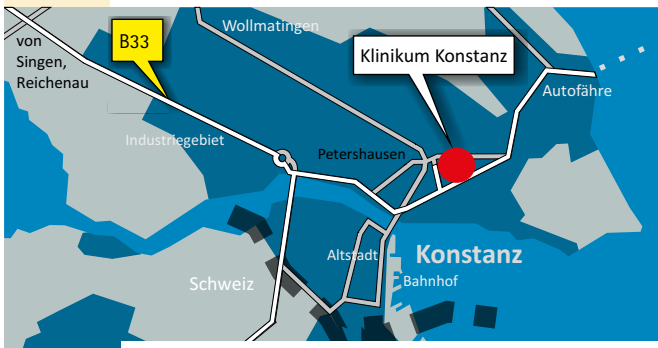 von
Singen,
Reichenau
B33
Wollmatingen
Klinikum Konstanz
Autofähre
Industriegebiet
Petershausen
Altstadt
Konstanz
Schweiz
Bahnhof